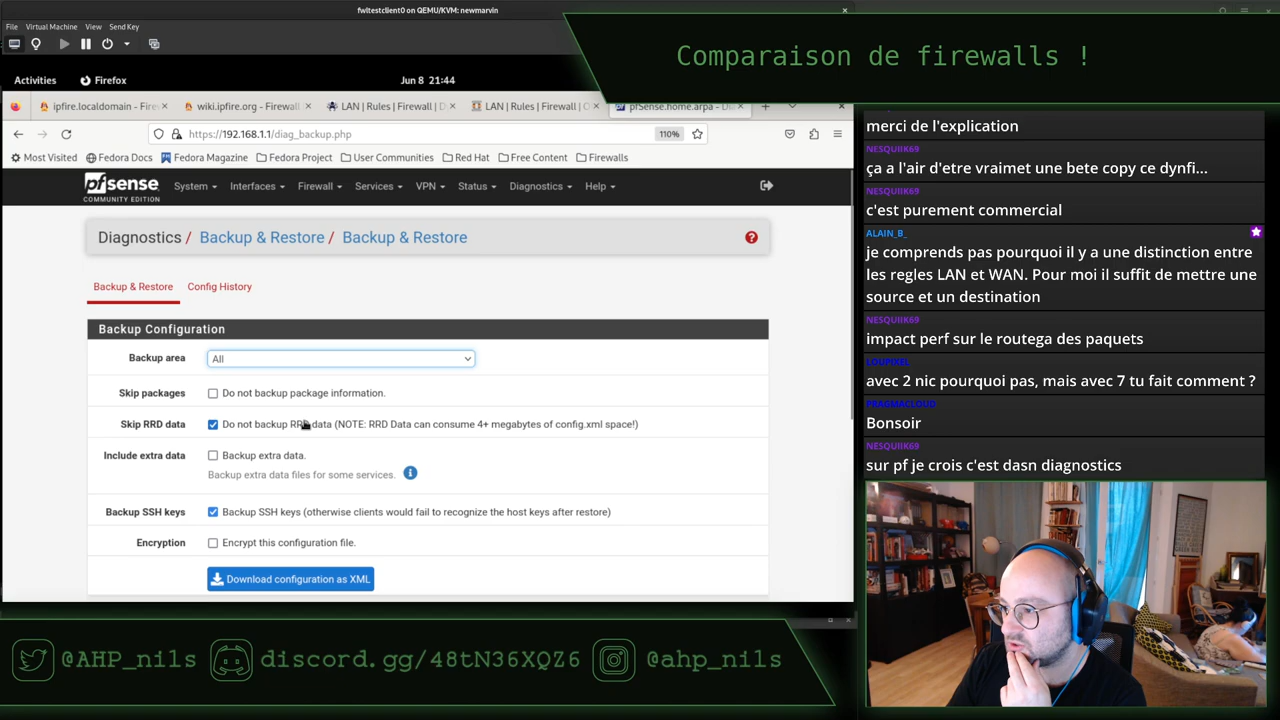 fwltestclient0 on QEMU/KVM: newmarvin
File Virtual Machine View Send Key
Comparaison de firewalls !
Activities Firefox Jun 8 21:44
ipfire.localdomain - Fire
wiki.ipfire.org - Firewall
LAN | Rules | Firewall | D
LAN | Rules | Firewall | O
pfSense.home.arpa - Di
https://192.168.1.1/diag_backup.php 110%
Most Visited Fedora Docs Fedora Magazine Fedora Project User Communities Red Hat Free Content Firewalls
pfsense
COMMUNITY EDITION
System Interfaces Firewall Services VPN Status Diagnostics Help
Diagnostics / Backup & Restore / Backup & Restore
Backup & Restore Config History
Backup Configuration
Backup area All
Skip packages Do not backup package information.
Skip RRD data Do not backup RRD data (NOTE: RRD Data can consume 4+ megabytes of config.xml space!)
Include extra data Backup extra data.
Backup extra data files for some services.
Backup SSH keys Backup SSH keys (otherwise clients would fail to recognize the host keys after restore)
Encryption Encrypt this configuration file.
Download configuration as XML
merci de l'explication
NESQUIIK69
ça a l'air d'etre vraimet une bete copy ce dynfi...
NESQUIIK69
c'est purement commercial
ALAIN_B_
je comprends pas pourquoi il y a une distinction entre
les regles LAN et WAN. Pour moi il suffit de mettre une
source et un destination
NESQUIIK69
impact perf sur le routega des paquets
LOUPIXEL
avec 2 nic pourquoi pas, mais avec 7 tu fait comment ?
PRAGMACLOUD
Bonsoir
NESQUIIK69
sur pf je crois c'est dasn diagnostics
@AHP_nils discord.gg/48tN36XQZ6 @ahp_nils